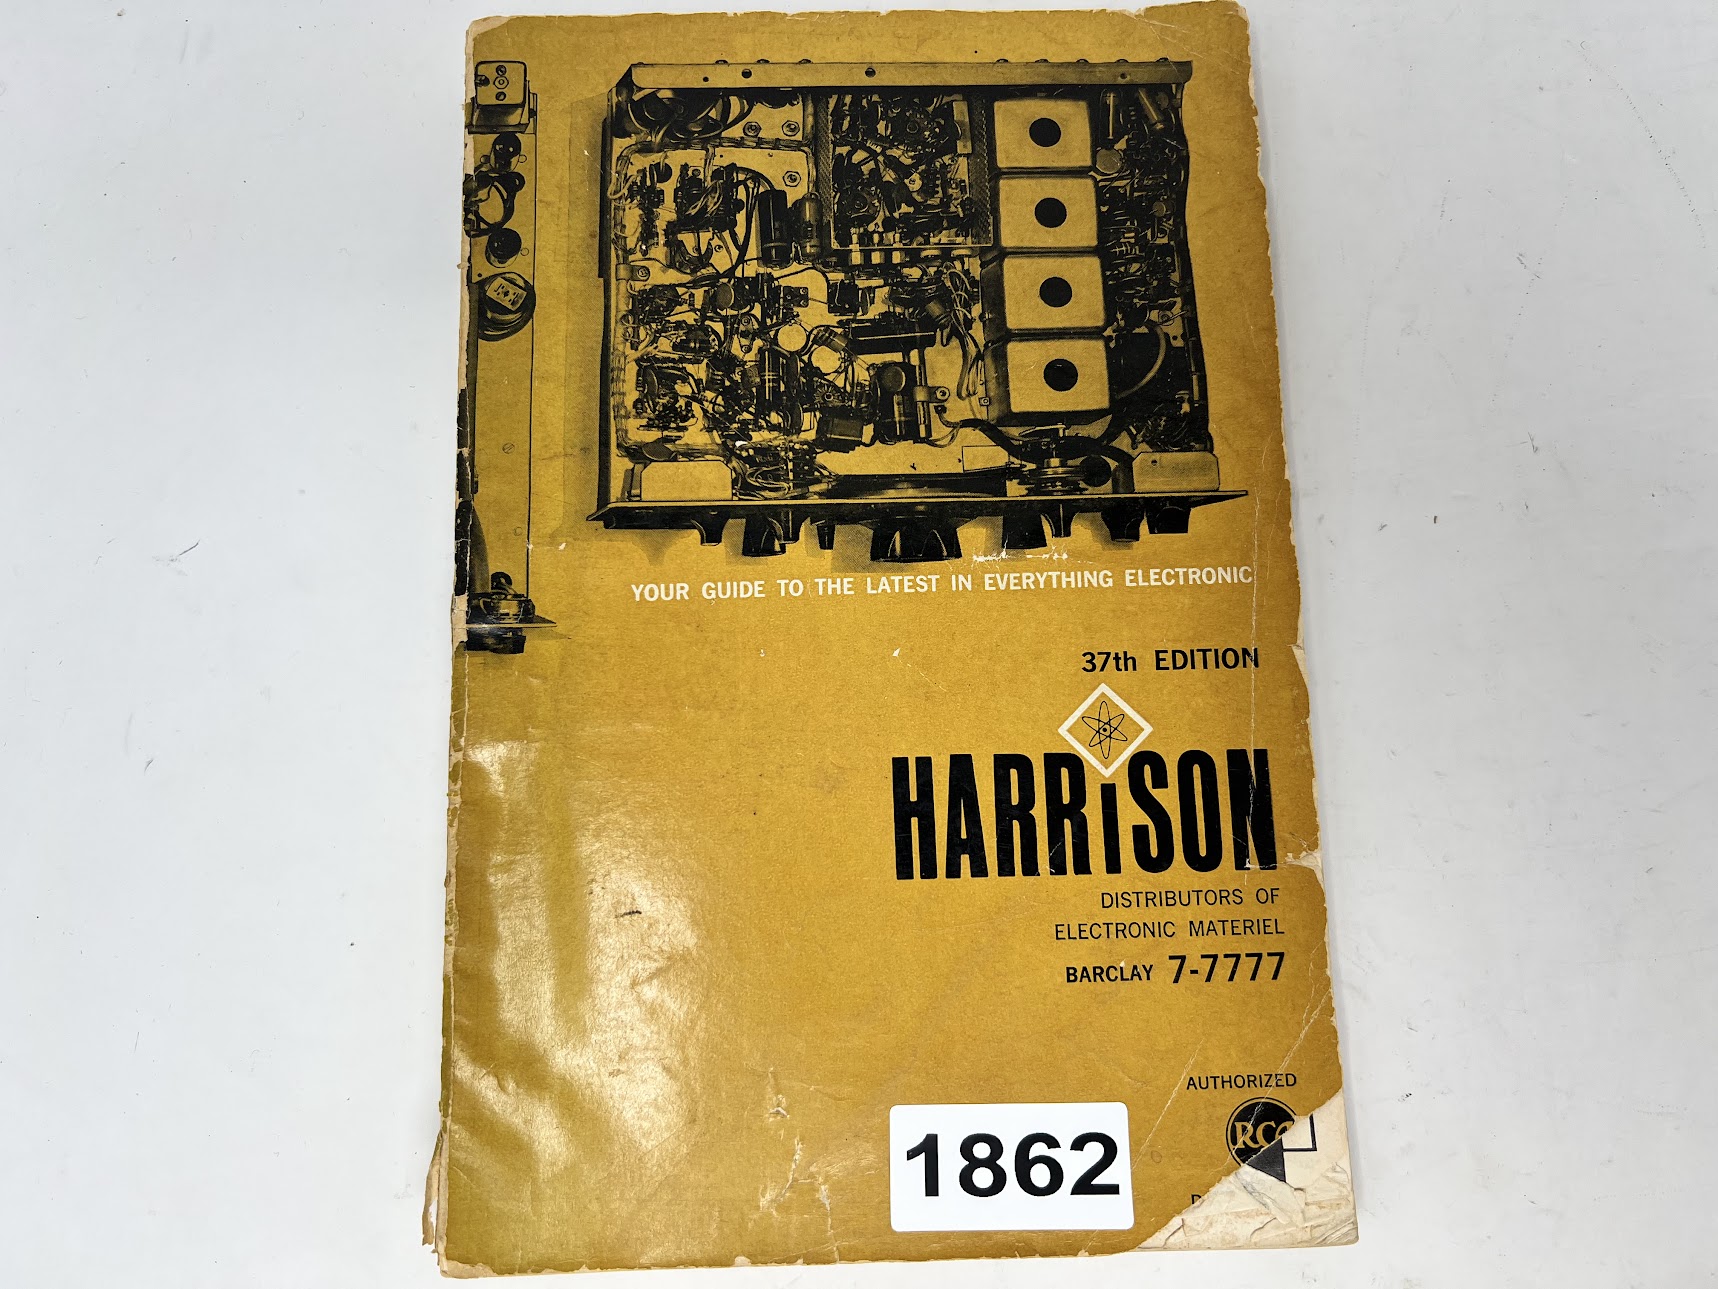 YOUR GUIDE TO THE LATEST IN EVERYTHING ELECTRONIC
37th EDITION
HARRiSON
DISTRIBUTORS OF
ELECTRONIC MATERIEL
BARCLAY 7-7777
AUTHORIZED
1862